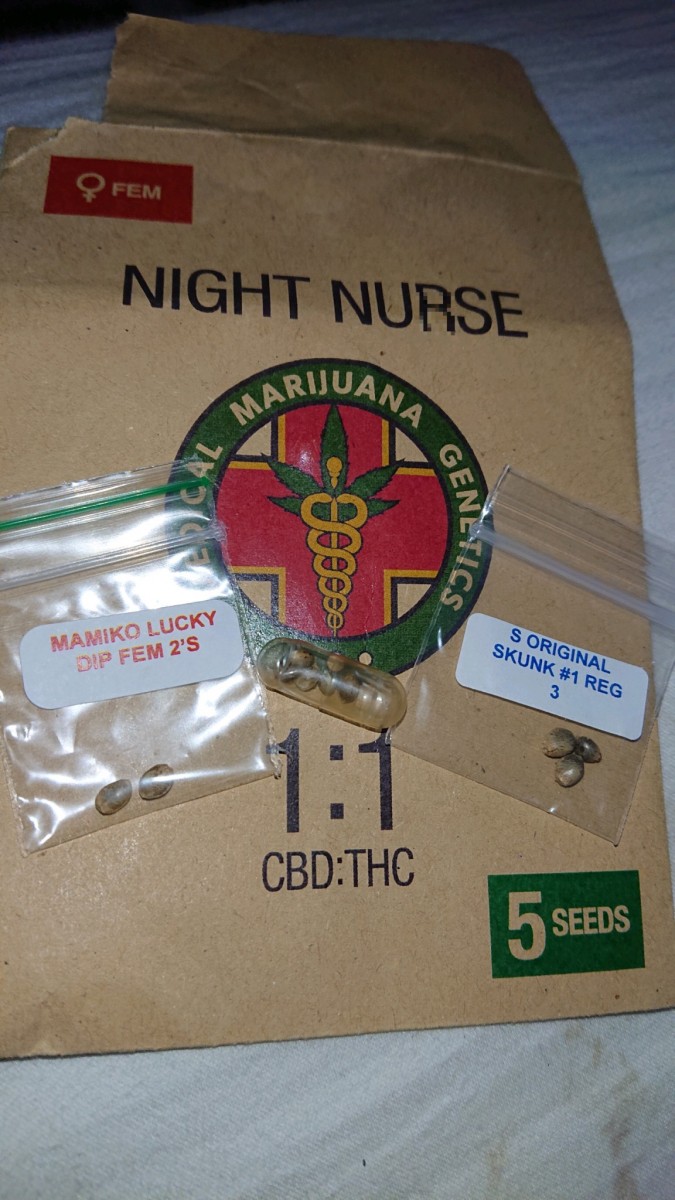 ♀ FEM
NIGHT NURSE
MARIJUANA GENETICS
MAMIKO LUCKY
DIP FEM 2'S
S ORIGINAL
SKUNK #1 REG
3
1:1
CBD:THC
5 SEEDS